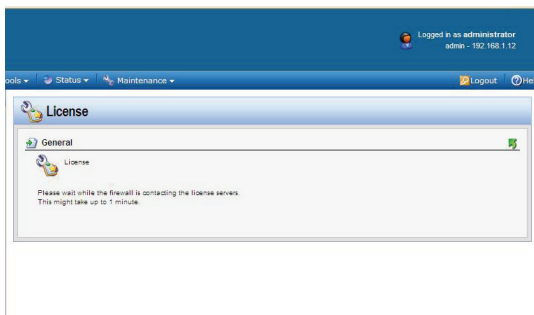 Logged in as administrator
admin - 192.168.1.12
ools Status Maintenance Logout He
License
General
License
Please wait while the firewall is contacting the license servers.
This might take up to 1 minute.